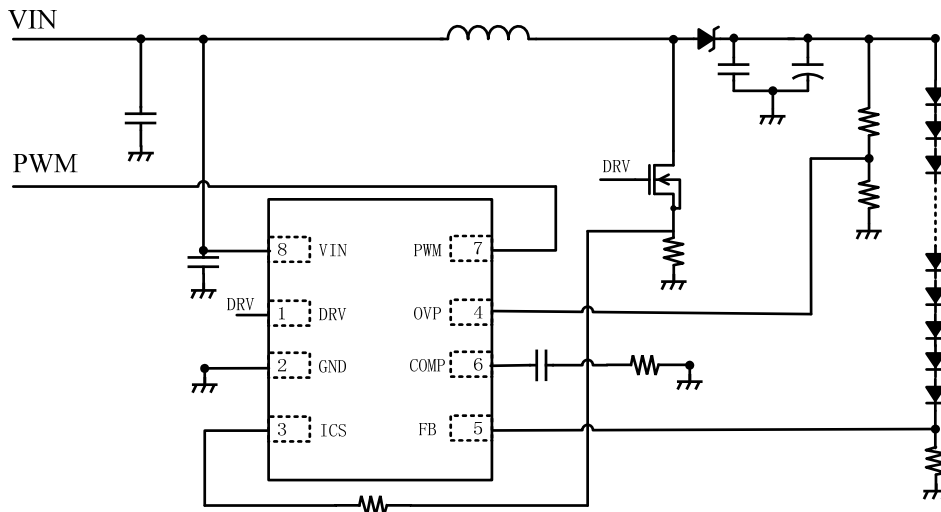 VIN
PWM
DRV
8 VIN
PWM 7
DRV
1 DRV
OVP 4
2 GND
COMP 6
3 ICS
FB 5